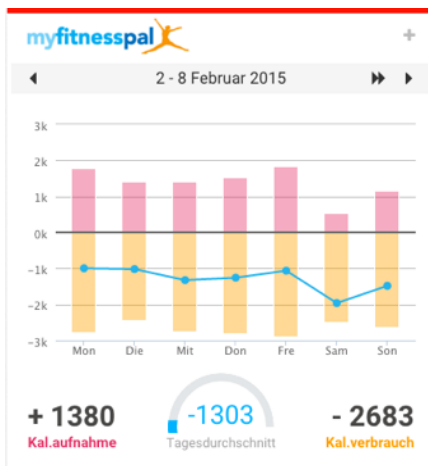 myfitnesspal
+
2 - 8 Februar 2015
3k
2k
1k
0k
-1k
-2k
-3k
Mon Die Mit Don Fre Sam Son
+ 1380 -1303 - 2683
Kal.aufnahme Tagesdurchschnitt Kal.verbrauch